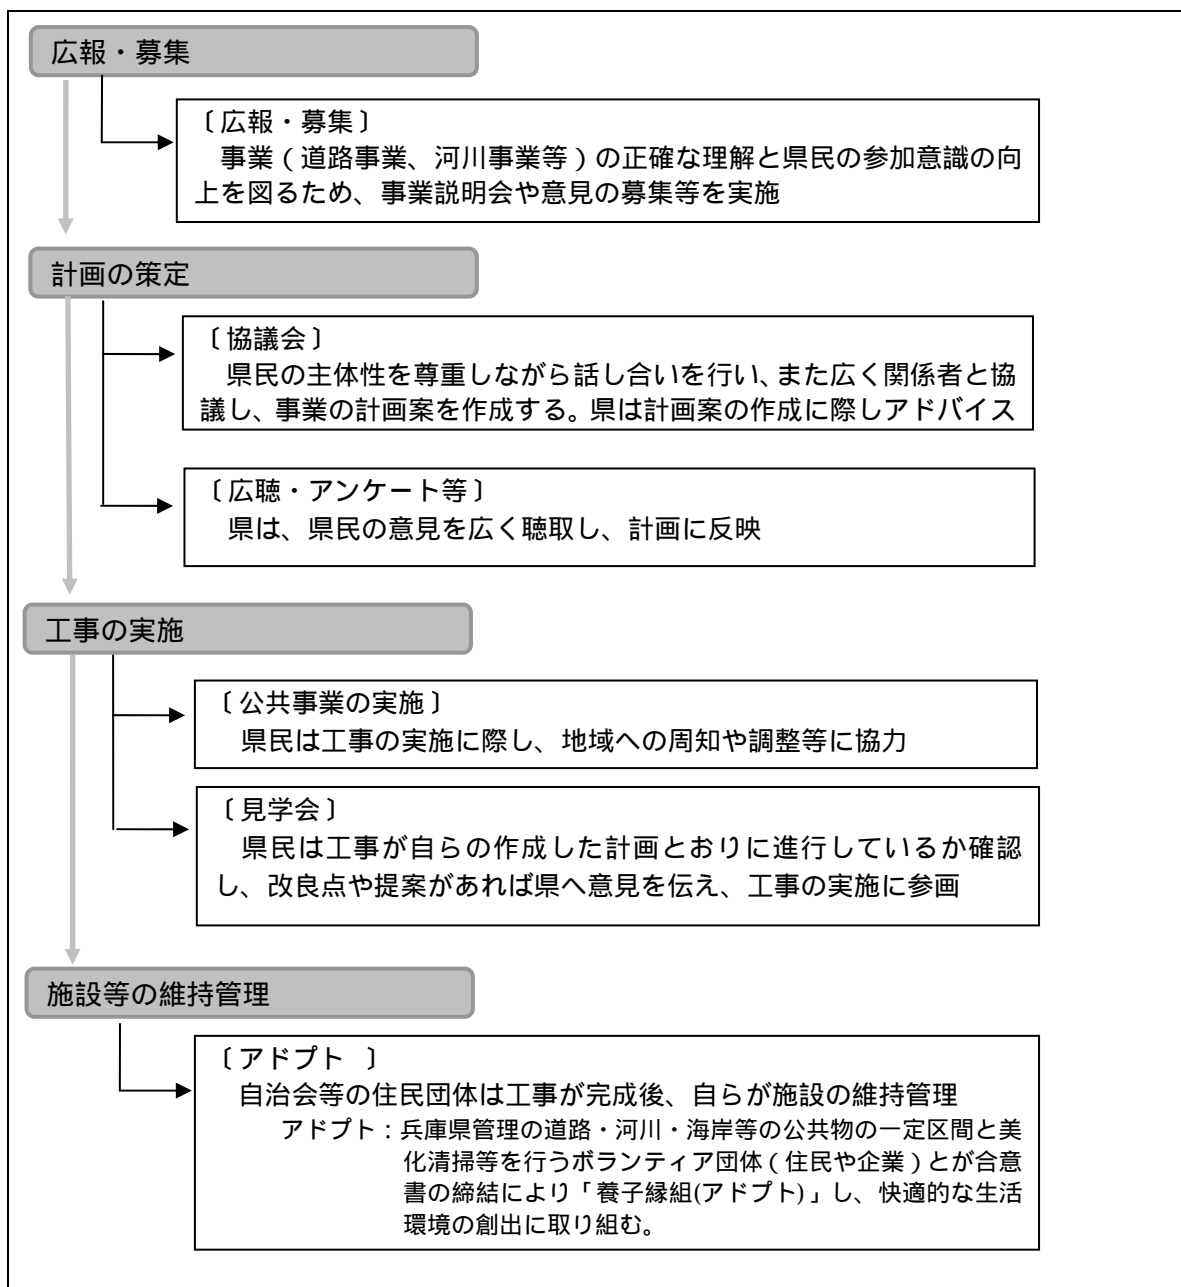 広報・募集
〔広報・募集〕
事業（道路事業、河川事業等）の正確な理解と県民の参加意識の向
上を図るため、事業説明会や意見の募集等を実施
計画の策定
〔協議会〕
県民の主体性を尊重しながら話し合いを行い、また広く関係者と協
議し、事業の計画案を作成する。県は計画案の作成に際しアドバイス
〔広聴・アンケート等〕
県は、県民の意見を広く聴取し、計画に反映
工事の実施
〔公共事業の実施〕
県民は工事の実施に際し、地域への周知や調整等に協力
〔見学会〕
県民は工事が自らの作成した計画とおりに進行しているか確認
し、改良点や提案があれば県へ意見を伝え、工事の実施に参画
施設等の維持管理
〔アドプト　〕
自治会等の住民団体は工事が完成後、自らが施設の維持管理
アドプト：兵庫県管理の道路・河川・海岸等の公共物の一定区間と美
化清掃等を行うボランティア団体（住民や企業）とが合意
書の締結により「養子縁組(アドプト)」し、快適的な生活
環境の創出に取り組む。